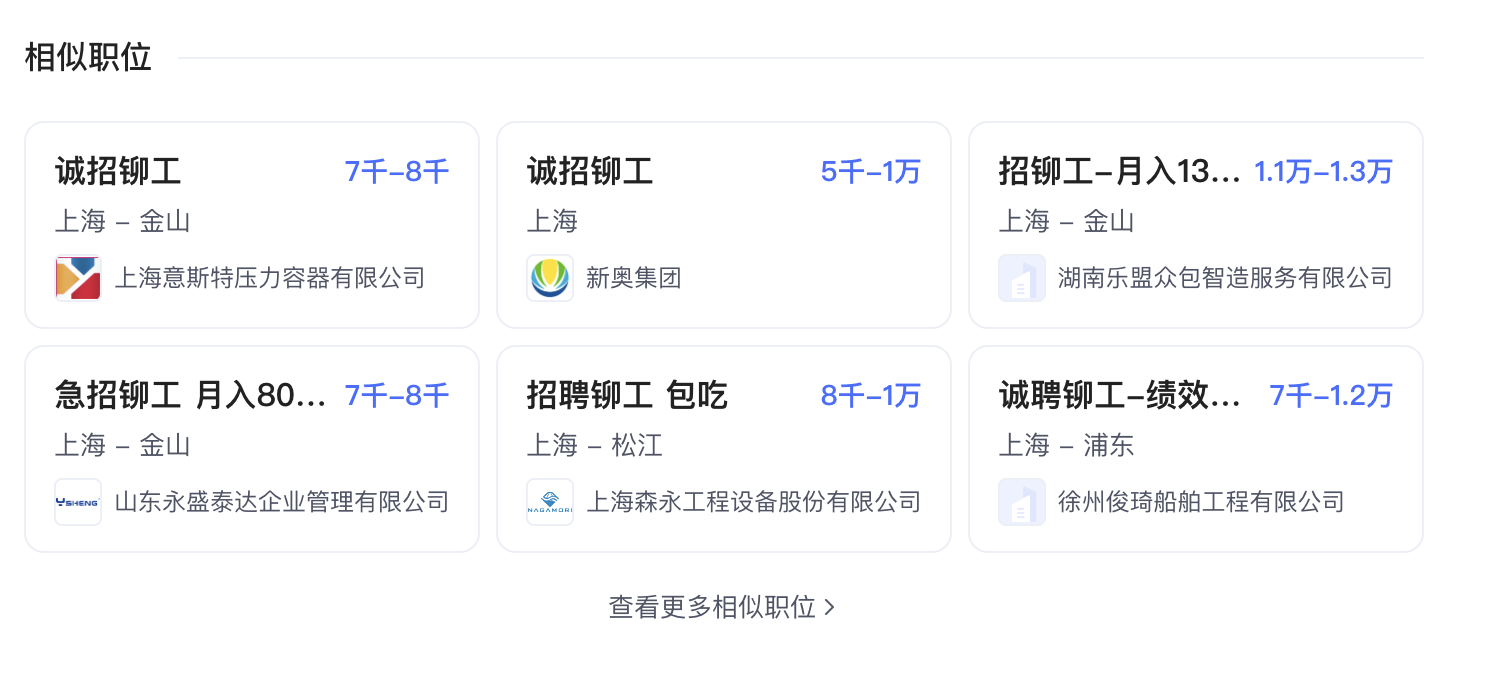 相似职位
诚招铆工 7千-8千
上海 - 金山
上海意斯特压力容器有限公司
诚招铆工 5千-1万
上海
新奥集团
招铆工-月入13... 1.1万-1.3万
上海 - 金山
湖南乐盟众包智造服务有限公司
急招铆工 月入80... 7千-8千
上海 - 金山
YSHENG
山东永盛泰达企业管理有限公司
招聘铆工 包吃 8千-1万
上海 - 松江
NAGAMORI
上海森永工程设备股份有限公司
诚聘铆工-绩效... 7千-1.2万
上海 - 浦东
徐州俊琦船舶工程有限公司
查看更多相似职位 >